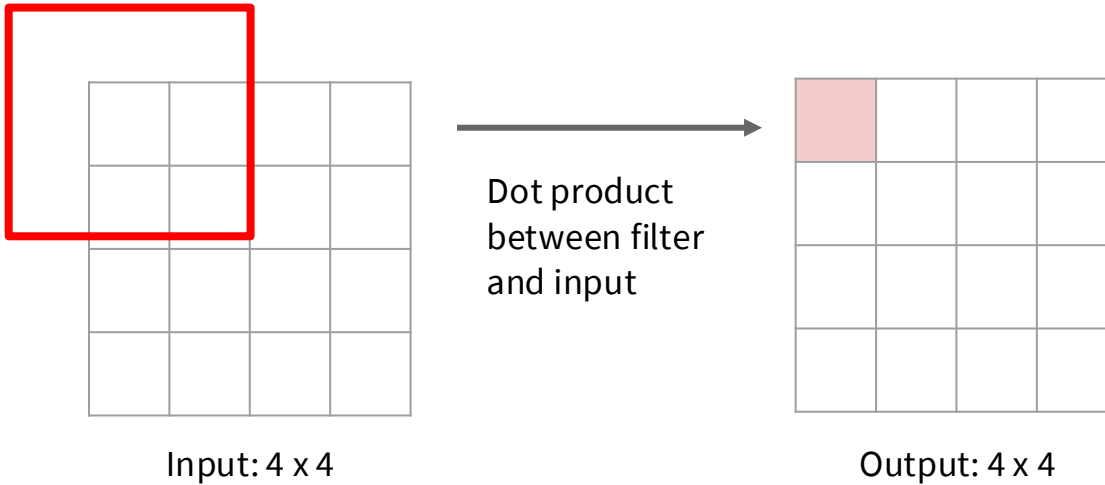 Dot product
between filter
and input
Input: 4 x 4
Output: 4 x 4